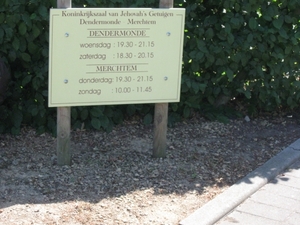 Koninkrijkszaal van Jehovah's Getuigen
Dendermonde Merchtem
DENDERMONDE
woensdag : 19.30 - 21.15
zaterdag : 18.30 - 20.15
MERCHTEM
donderdag : 19.30 - 21.15
zondag : 10.00 - 11.45